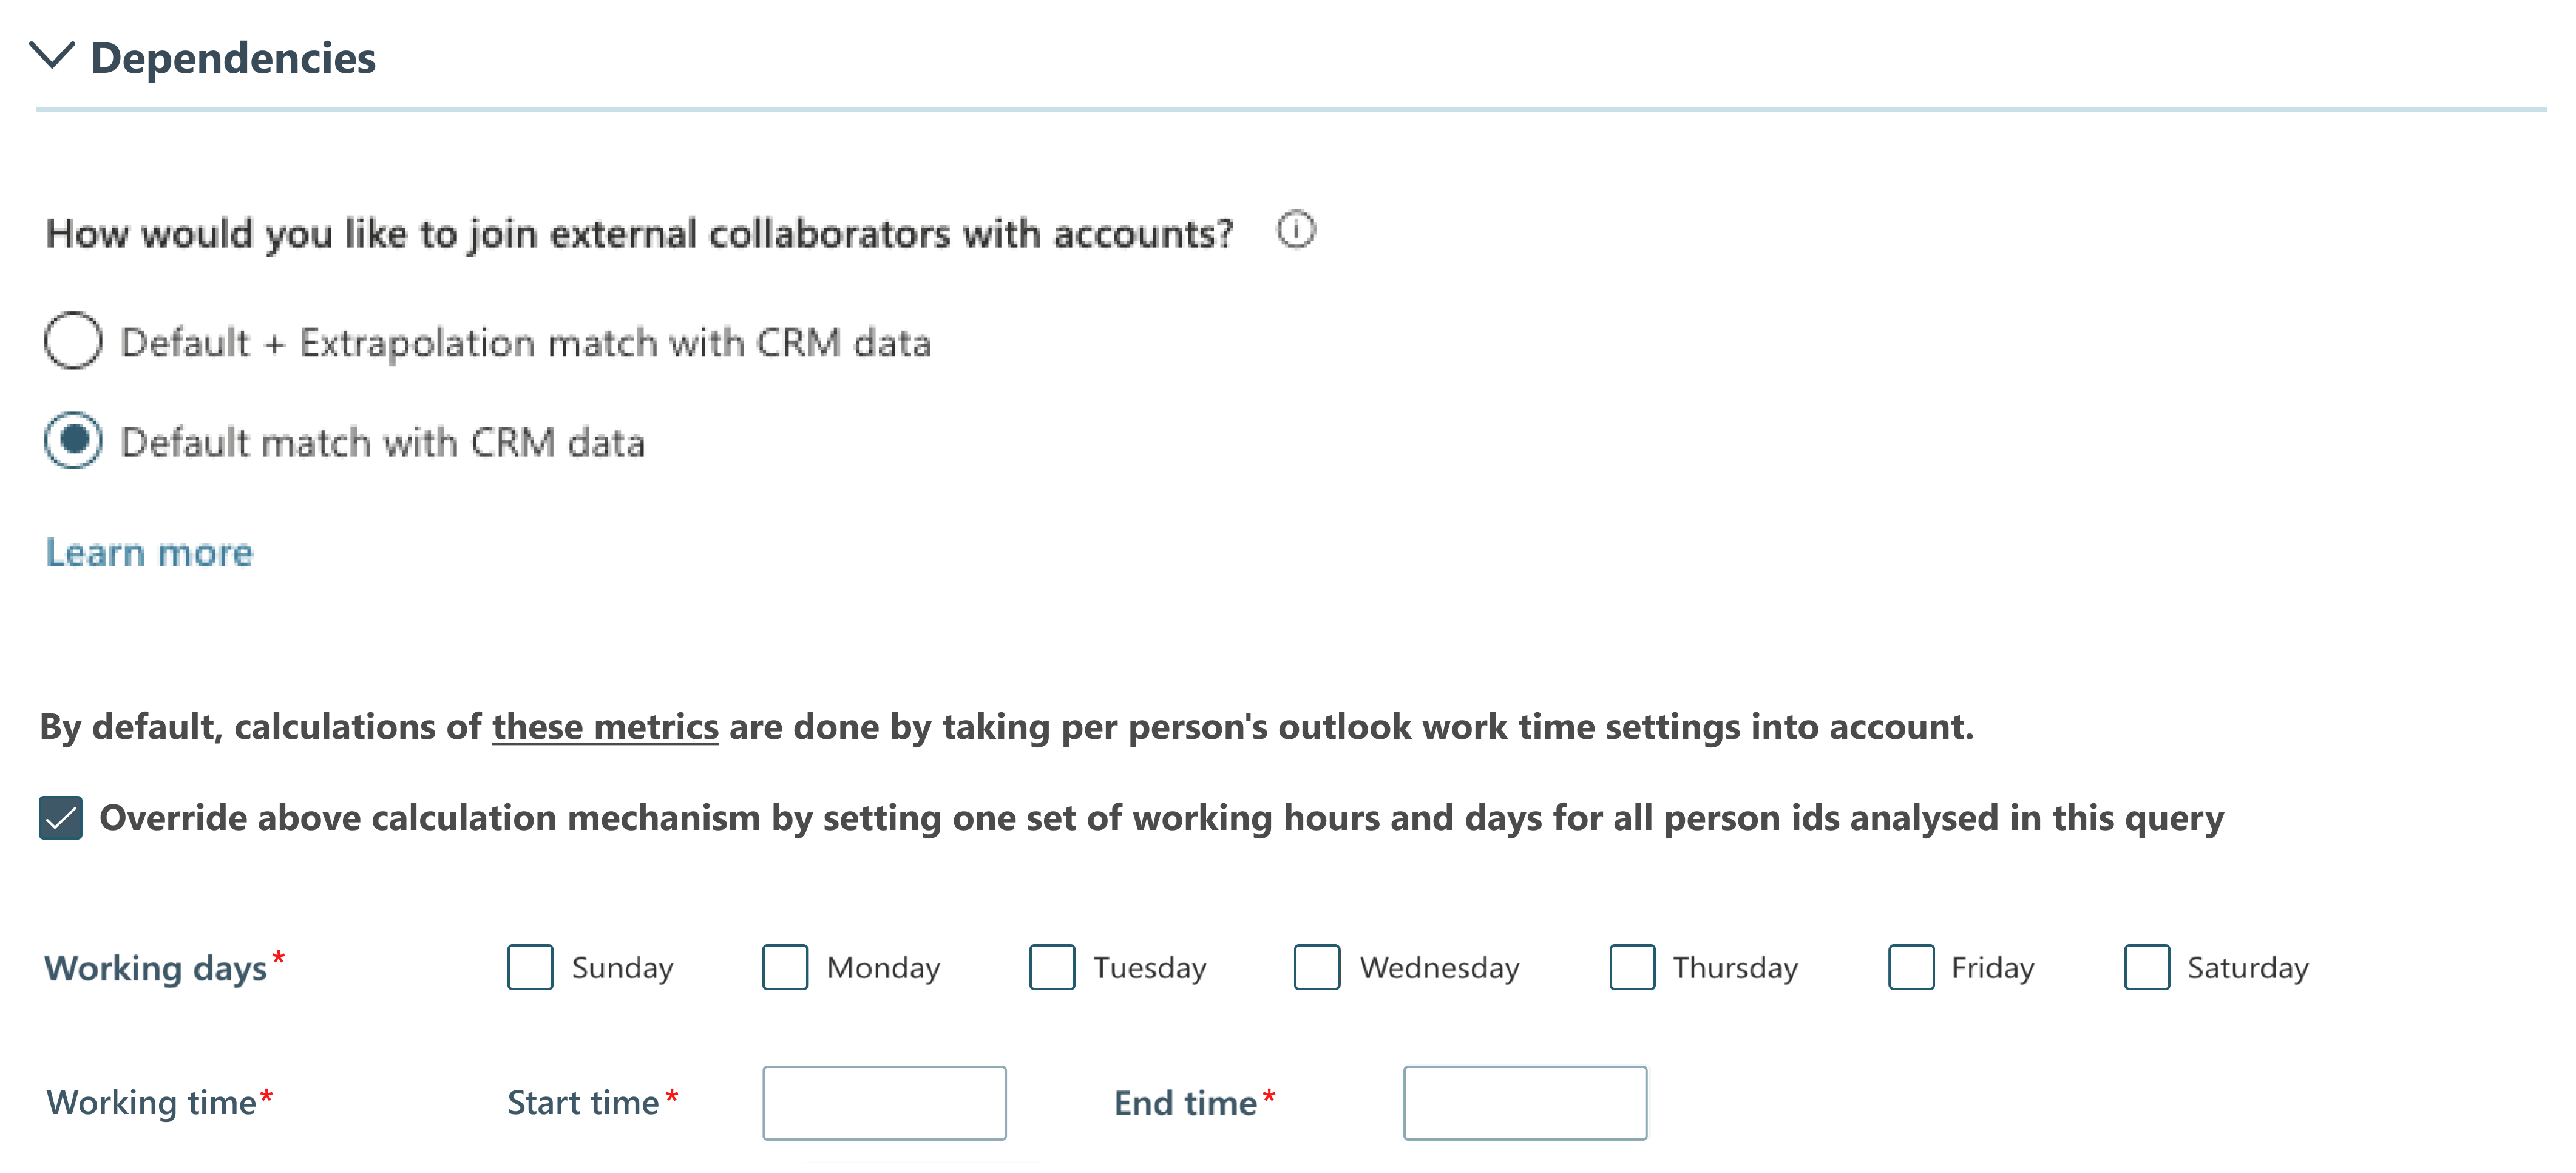 Dependencies
How would you like to join external collaborators with accounts?
Default + Extrapolation match with CRM data
Default match with CRM data
Learn more
By default, calculations of these metrics are done by taking per person's outlook work time settings into account.
Override above calculation mechanism by setting one set of working hours and days for all person ids analysed in this query
Working days* Sunday Monday Tuesday Wednesday Thursday Friday Saturday
Working time* Start time* End time*